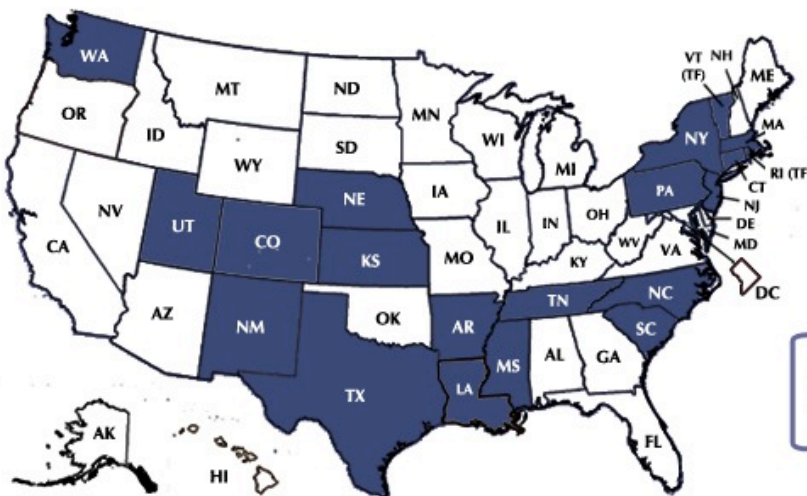 WA
OR
CA
NV
ID
MT
WY
UT
AZ
CO
NM
ND
SD
NE
KS
OK
TX
MN
IA
MO
AR
LA
WI
IL
MI
IN
OH
KY
TN
MS
AL
GA
FL
SC
NC
VA
WV
PA
NY
VT
(TF)
NH
ME
MA
RI (TF
CT
NJ
DE
MD
DC
AK
HI